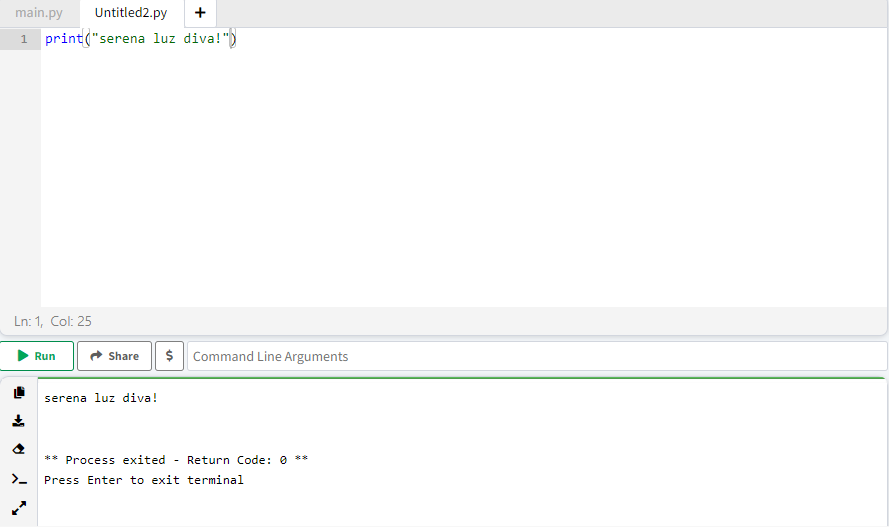 main.py Untitled2.py +
1 print("serena luz diva!")
Ln: 1, Col: 25
Run Share $ Command Line Arguments
serena luz diva!
** Process exited - Return Code: 0 **
Press Enter to exit terminal